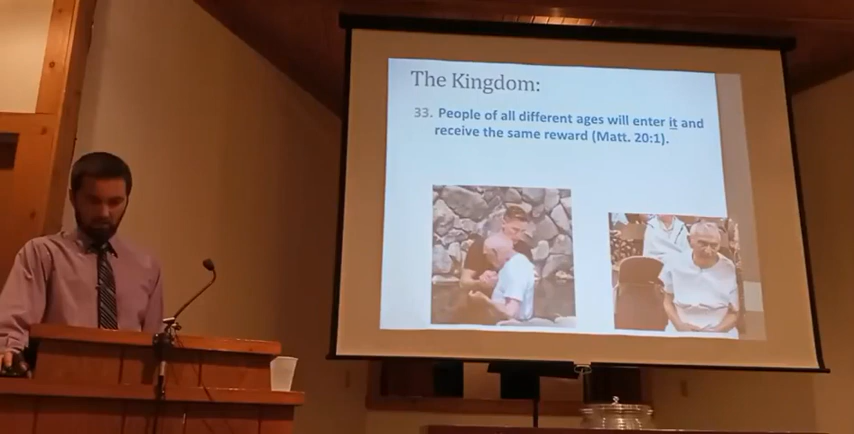 The Kingdom:
33. People of all different ages will enter it and
receive the same reward (Matt. 20:1).